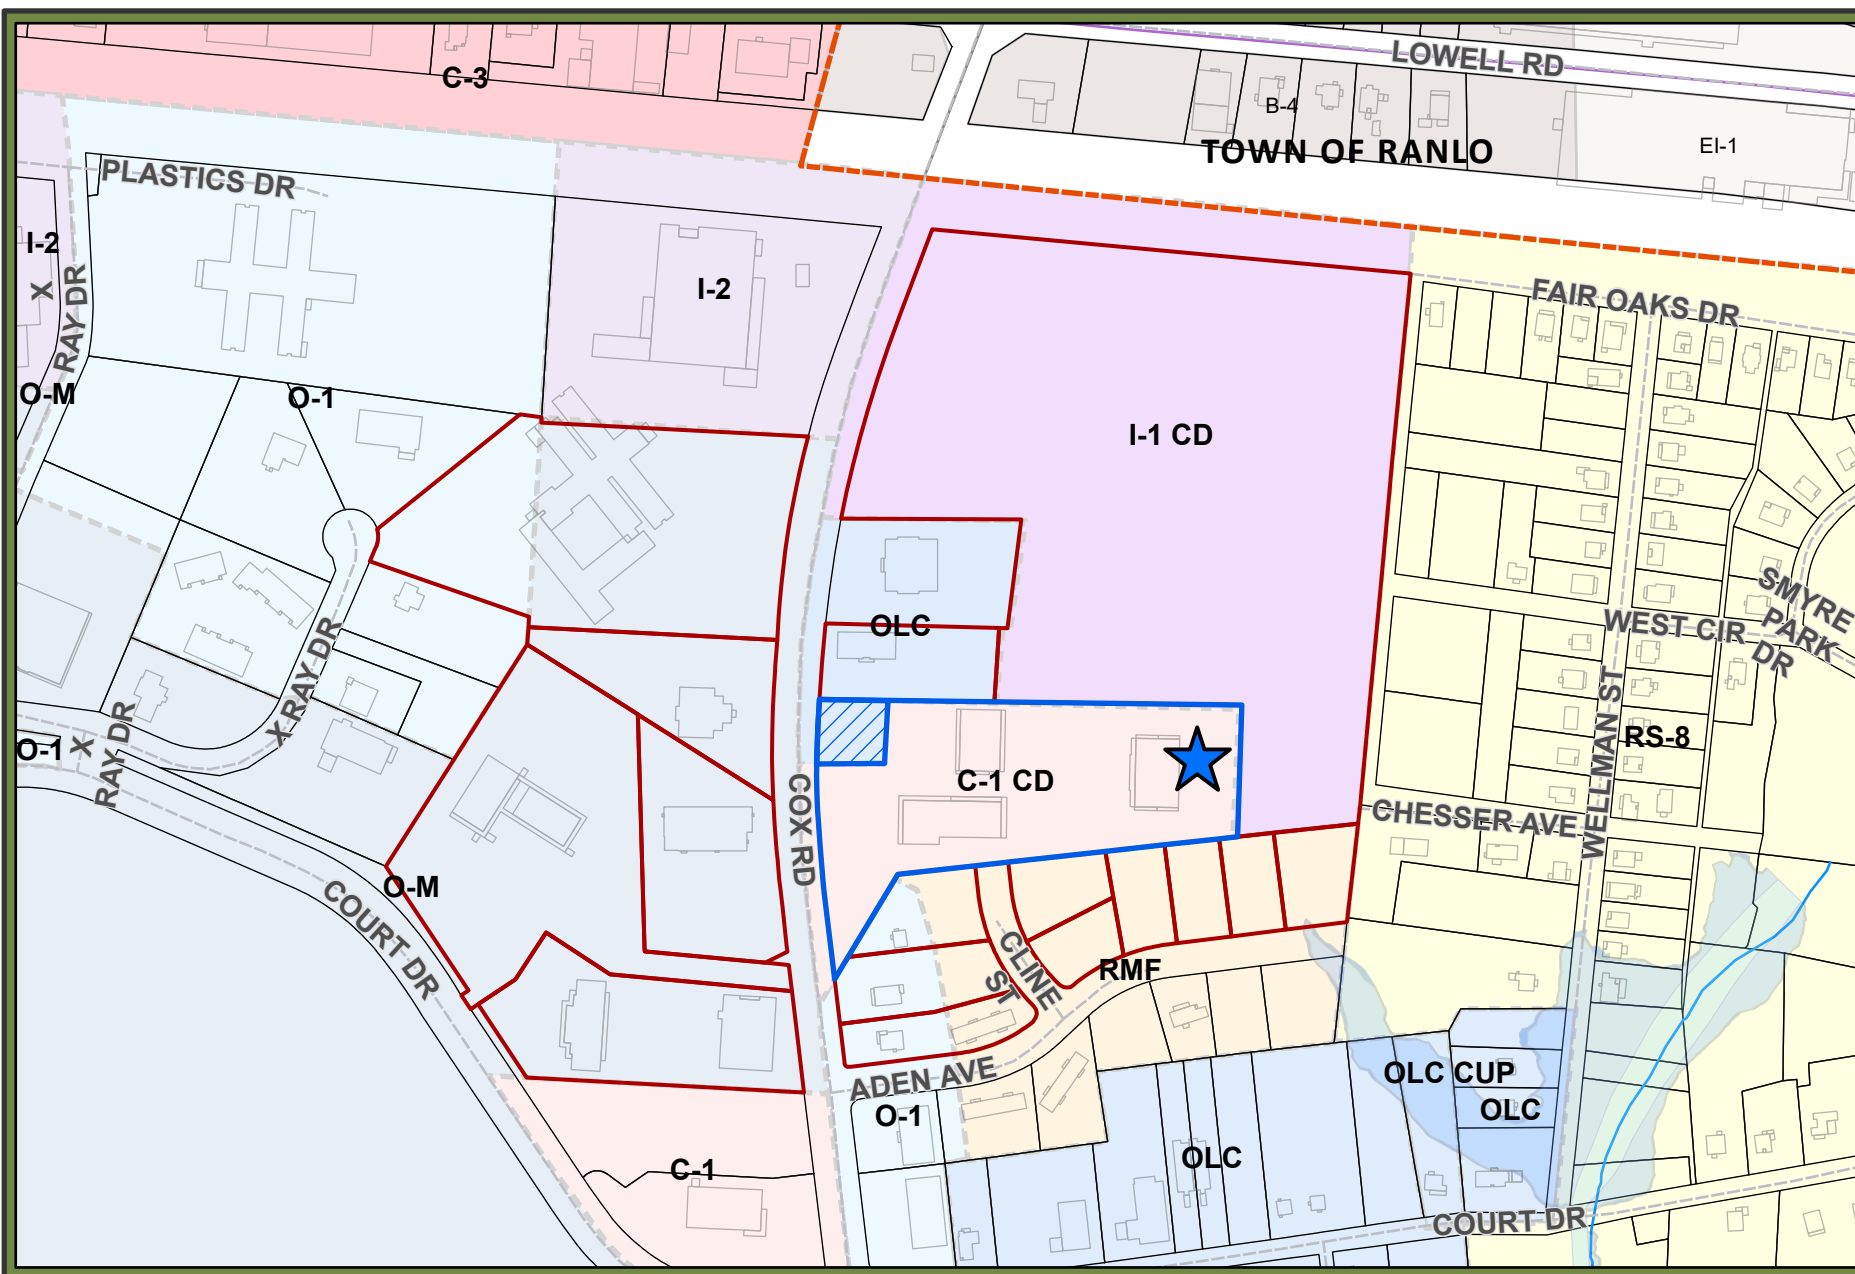 LOWELL RD
C-3
B-4
EI-1
TOWN OF RANLO
PLASTICS DR
I-2
I-2
X
RAY DR
FAIR OAKS DR
O-M
O-1
I-1 CD
SMYRE
PARK
DR
WEST CIR
OLC
X RAY DR
WELLMAN ST
RS-8
O-1
X
RAY DR
C-1 CD
COX RD
CHESSER AVE
O-M
COURT DR
CLINE
ST
RMF
ADEN AVE
OLC CUP
OLC
O-1
OLC
C-1
COURT DR